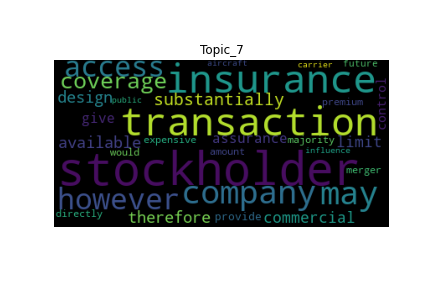 Topic_7
aircraft carrier future
access insurance
coverage
design public substantially premium control
give transaction
available expensive assurance majority limit
would amount influence
stockholder merger
however company may
directly therefore provide commercial